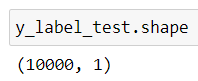 y_label_test.shape
(10000, 1)